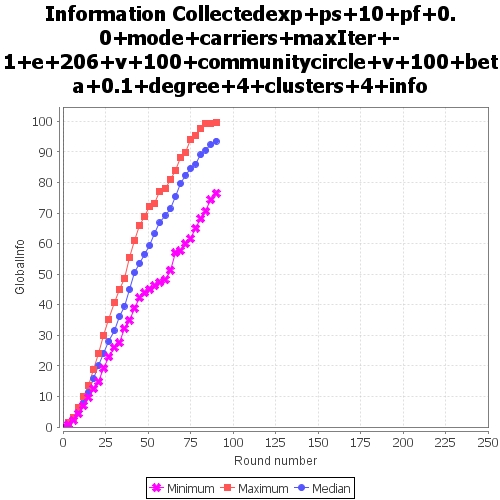 Information Collectedexp+ps+10+pf+0.
0+mode+carriers+maxIter+-
1+e+206+v+100+communitycircle+v+100+bet
a+0.1+degree+4+clusters+4+info
100
90
80
70
60
50
40
30
20
10
0
GlobalInfo
0 25 50 75 100 125 150 175 200 225 250
Round number
Minimum Maximum Median